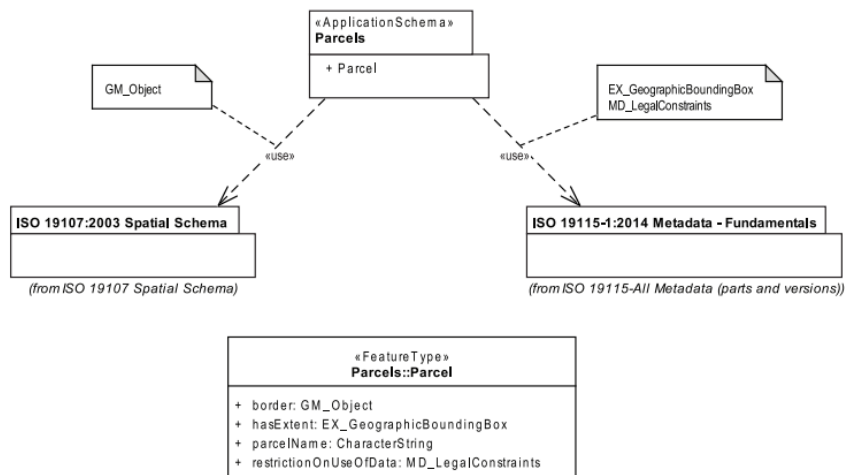 «ApplicationSchema»
Parcels
+ Parcel
GM_Object
EX_GeographicBoundingBox
MD_LegalConstraints
«use»
«use»
ISO 19107:2003 Spatial Schema
(from ISO 19107 Spatial Schema)
ISO 19115-1:2014 Metadata - Fundamentals
(from ISO 19115-All Metadata (parts and versions))
«FeatureType»
Parcels::Parcel
+ border: GM_Object
+ hasExtent: EX_GeographicBoundingBox
+ parcelName: CharacterString
+ restrictionOnUseOfData: MD_LegalConstraints